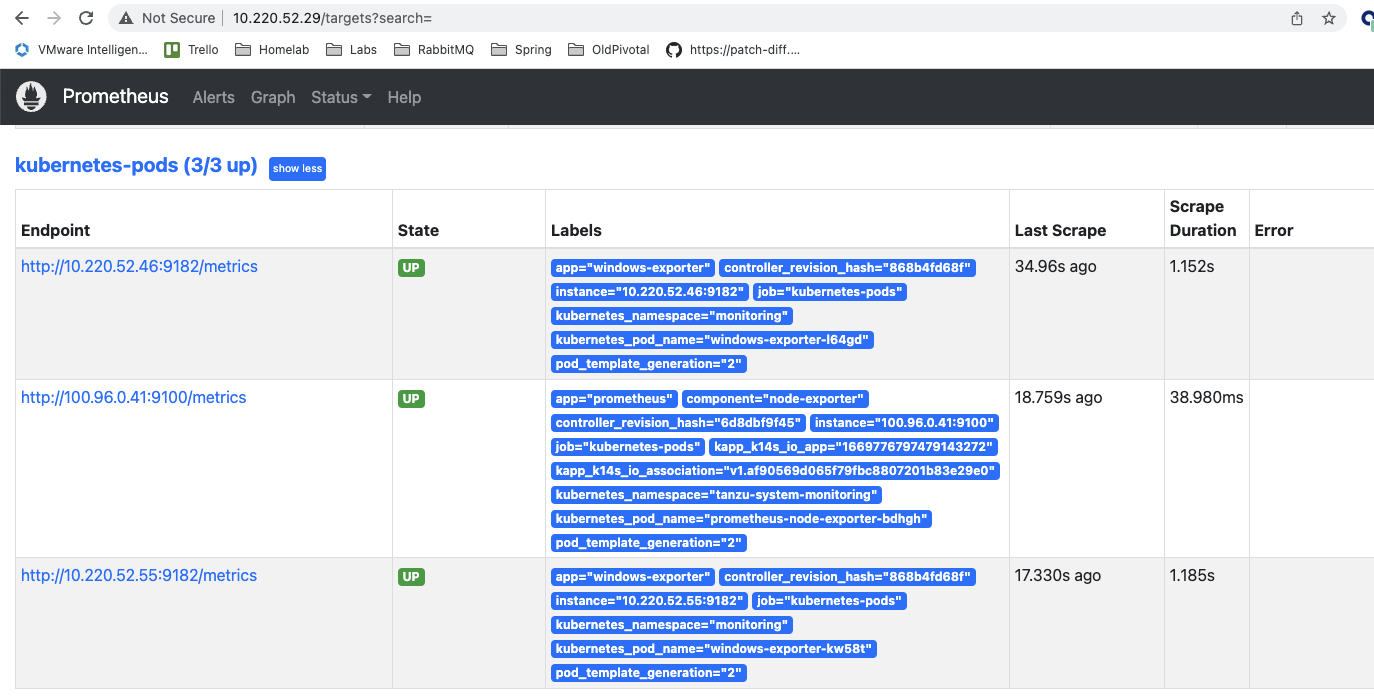 Not Secure 10.220.52.29/targets?search=
VMware Intelligen... Trello Homelab Labs RabbitMQ Spring OldPivotal https://patch-diff....
Prometheus Alerts Graph Status Help
kubernetes-pods (3/3 up) show less
Endpoint State Labels Last Scrape Scrape Duration Error
http://10.220.52.46:9182/metrics UP app="windows-exporter" controller_revision_hash="868b4fd68f" 34.96s ago 1.152s
instance="10.220.52.46:9182" job="kubernetes-pods"
kubernetes_namespace="monitoring"
kubernetes_pod_name="windows-exporter-l64gd"
pod_template_generation="2"
http://100.96.0.41:9100/metrics UP app="prometheus" component="node-exporter" 18.759s ago 38.980ms
controller_revision_hash="6d8dbf9f45" instance="100.96.0.41:9100"
job="kubernetes-pods" kapp_k14s_io_app="1669776797479143272"
kapp_k14s_io_association="v1.af90569d065f79fbc8807201b83e29e0"
kubernetes_namespace="tanzu-system-monitoring"
kubernetes_pod_name="prometheus-node-exporter-bdhgh"
pod_template_generation="2"
http://10.220.52.55:9182/metrics UP app="windows-exporter" controller_revision_hash="868b4fd68f" 17.330s ago 1.185s
instance="10.220.52.55:9182" job="kubernetes-pods"
kubernetes_namespace="monitoring"
kubernetes_pod_name="windows-exporter-kw58t"
pod_template_generation="2"